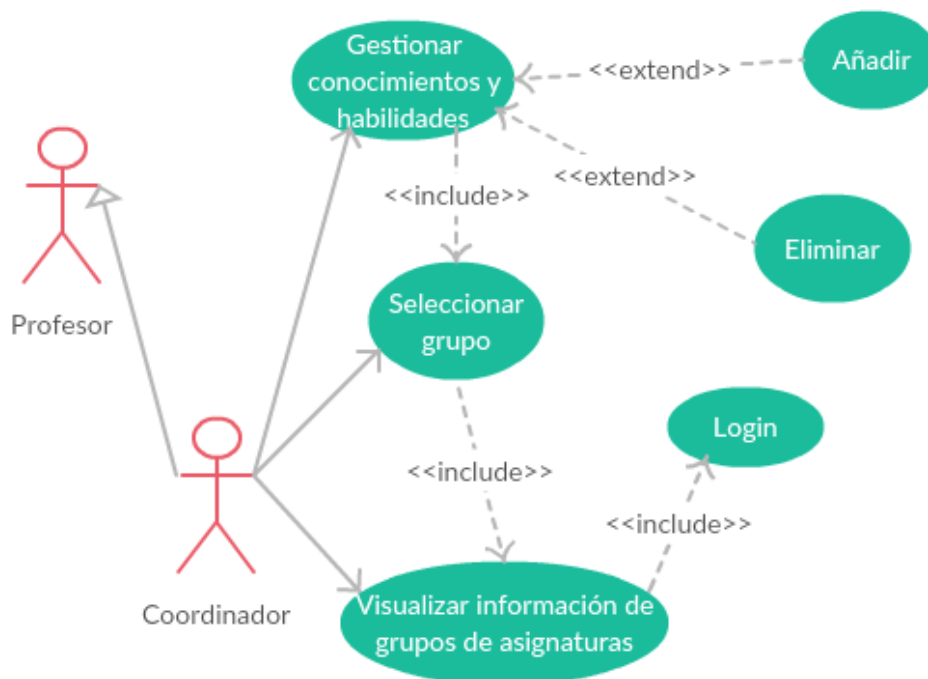 Gestionar
conocimientos y
habilidades
<<extend>>
Añadir
<<extend>>
<<include>>
Eliminar
Profesor
Seleccionar
grupo
Login
<<include>>
<<include>>
Coordinador
Visualizar información de
grupos de asignaturas